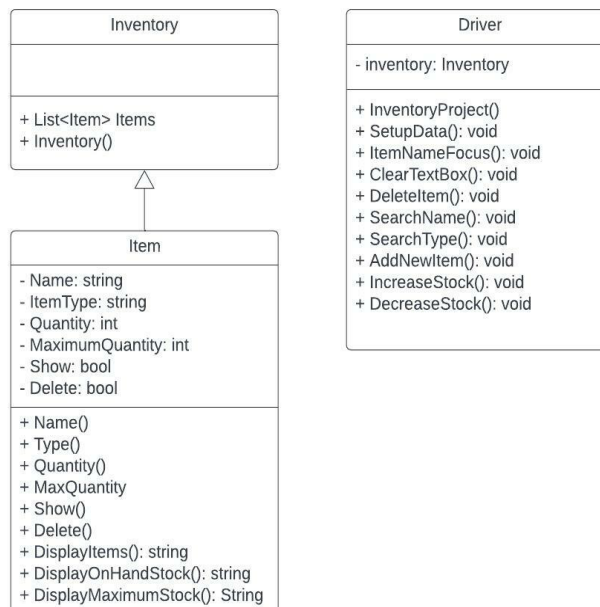 Inventory
+ List<Item> Items
+ Inventory()
Item
- Name: string
- ItemType: string
- Quantity: int
- MaximumQuantity: int
- Show: bool
- Delete: bool
+ Name()
+ Type()
+ Quantity()
+ MaxQuantity
+ Show()
+ Delete()
+ DisplayItems(): string
+ DisplayOnHandStock(): string
+ DisplayMaximumStock(): String
Driver
- inventory: Inventory
+ InventoryProject()
+ SetupData(): void
+ ItemNameFocus(): void
+ ClearTextBox(): void
+ DeleteItem(): void
+ SearchName(): void
+ SearchType(): void
+ AddNewItem(): void
+ IncreaseStock(): void
+ DecreaseStock(): void